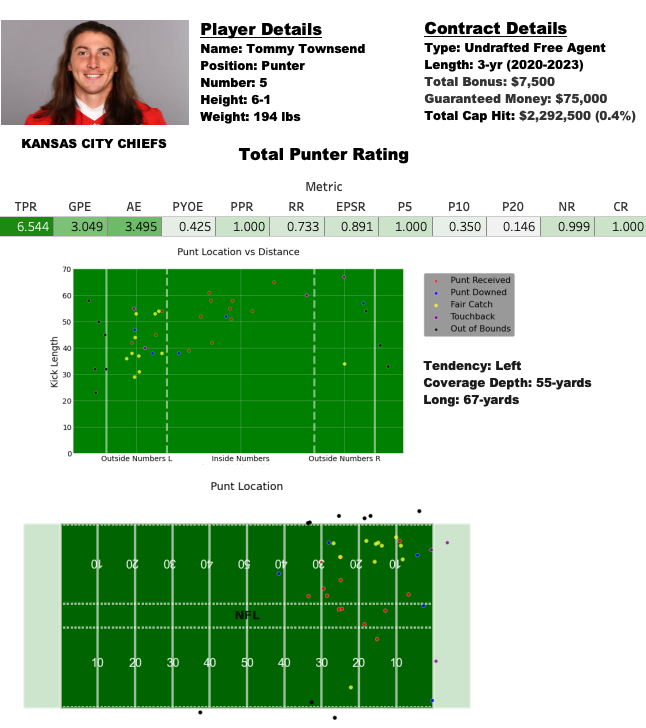 Player Details
Name: Tommy Townsend
Position: Punter
Number: 5
Height: 6-1
Weight: 194 lbs
Contract Details
Type: Undrafted Free Agent
Length: 3-yr (2020-2023)
Total Bonus: $7,500
Guaranteed Money: $75,000
Total Cap Hit: $2,292,500 (0.4%)
KANSAS CITY CHIEFS
Total Punter Rating
Metric
TPR GPE AE PYOE PPR RR EPSR P5 P10 P20 NR CR
6.544 3.049 3.495 0.425 1.000 0.733 0.891 1.000 0.350 0.146 0.999 1.000
Punt Location vs Distance
70
60
50
40
30
20
10
0
Kick Length
Outside Numbers L Inside Numbers Outside Numbers R
Punt Received
Punt Downed
Fair Catch
Touchback
Out of Bounds
Tendency: Left
Coverage Depth: 55-yards
Long: 67-yards
Punt Location
10 20 30 40 50 40 30 20 10
NFL
10 20 30 40 50 40 30 20 10